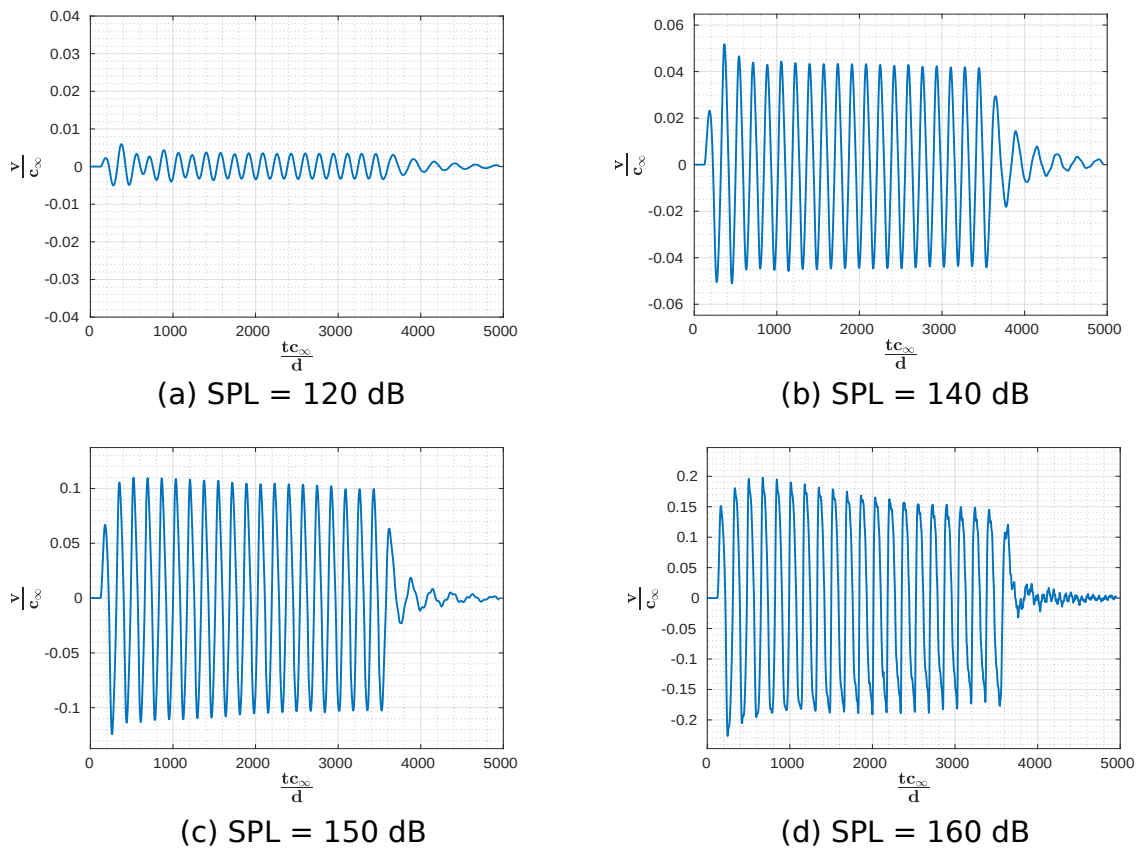 0.04
0.03
0.02
0.01
0
-0.01
-0.02
-0.03
-0.04
v
c∞
0 1000 2000 3000 4000 5000
tc∞
d
(a) SPL = 120 dB
0.06
0.04
0.02
0
-0.02
-0.04
-0.06
v
c∞
0 1000 2000 3000 4000 5000
tc∞
d
(b) SPL = 140 dB
0.1
0.05
0
-0.05
-0.1
v
c∞
0 1000 2000 3000 4000 5000
tc∞
d
(c) SPL = 150 dB
0.2
0.15
0.1
0.05
0
-0.05
-0.1
-0.15
-0.2
v
c∞
0 1000 2000 3000 4000 5000
tc∞
d
(d) SPL = 160 dB